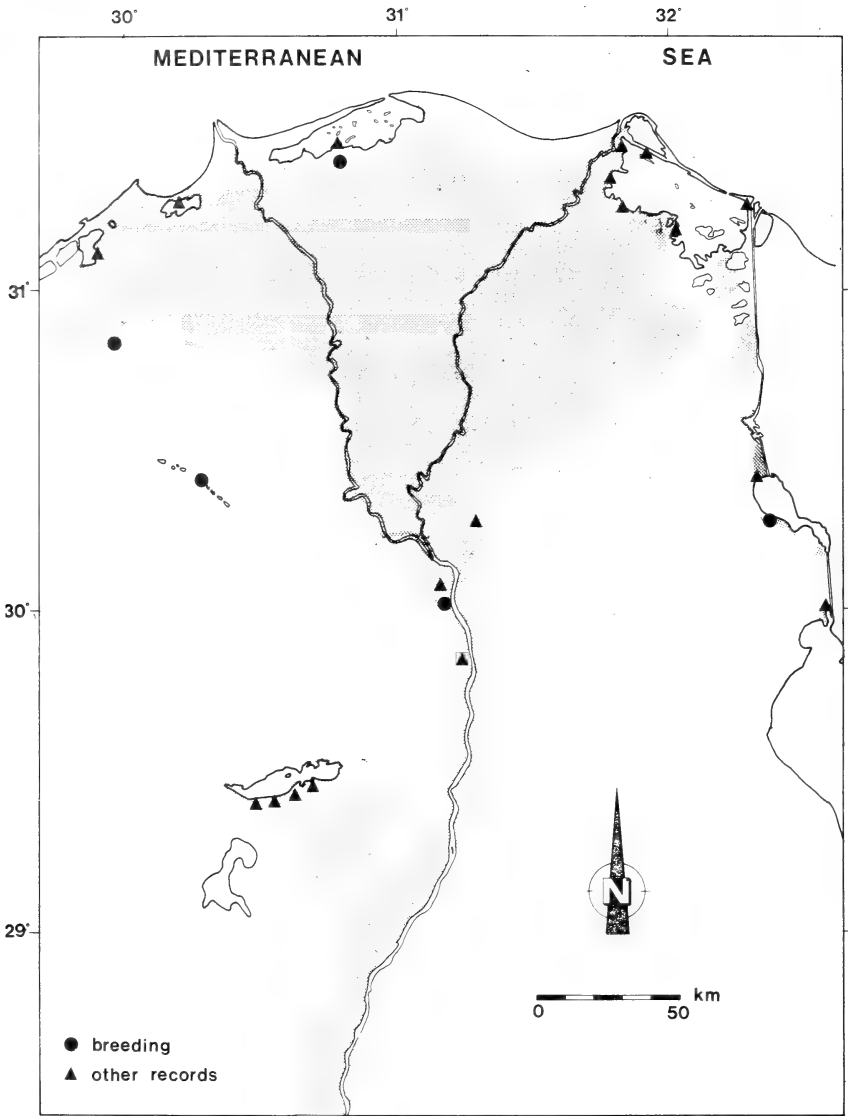 30° 31° 32°
MEDITERRANEAN SEA
31°
30°
29°
N
km
0 50
breeding
other records